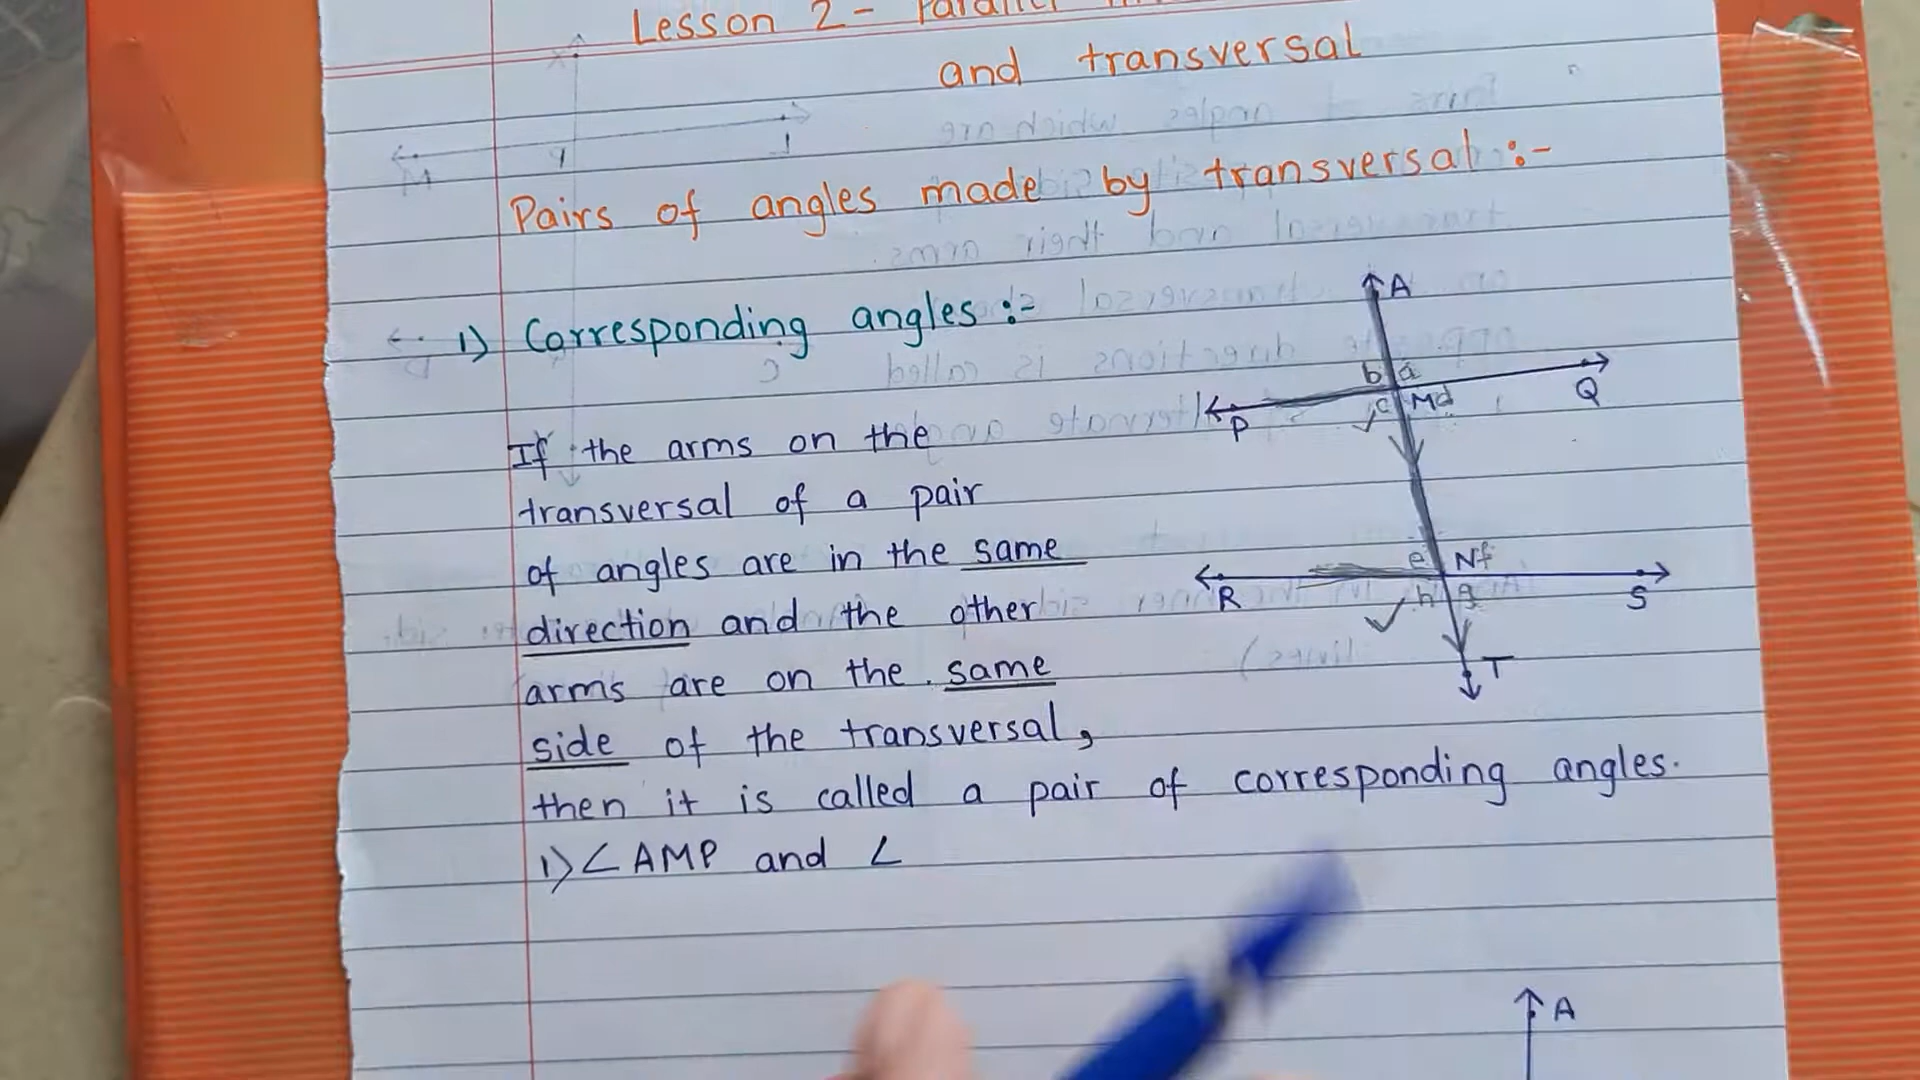 Lesson 2 - Parallel
and transversal
Pairs of angles made by transversal :-
1) Corresponding angles :-
If the arms on the
transversal of a pair
of angles are in the same
direction and the other
arms are on the same
side of the transversal,
then it is called a pair of corresponding angles.
1) ∠ AMP and ∠
A
b a
Q
P
c M d
e N f
R
h g
S
T
A